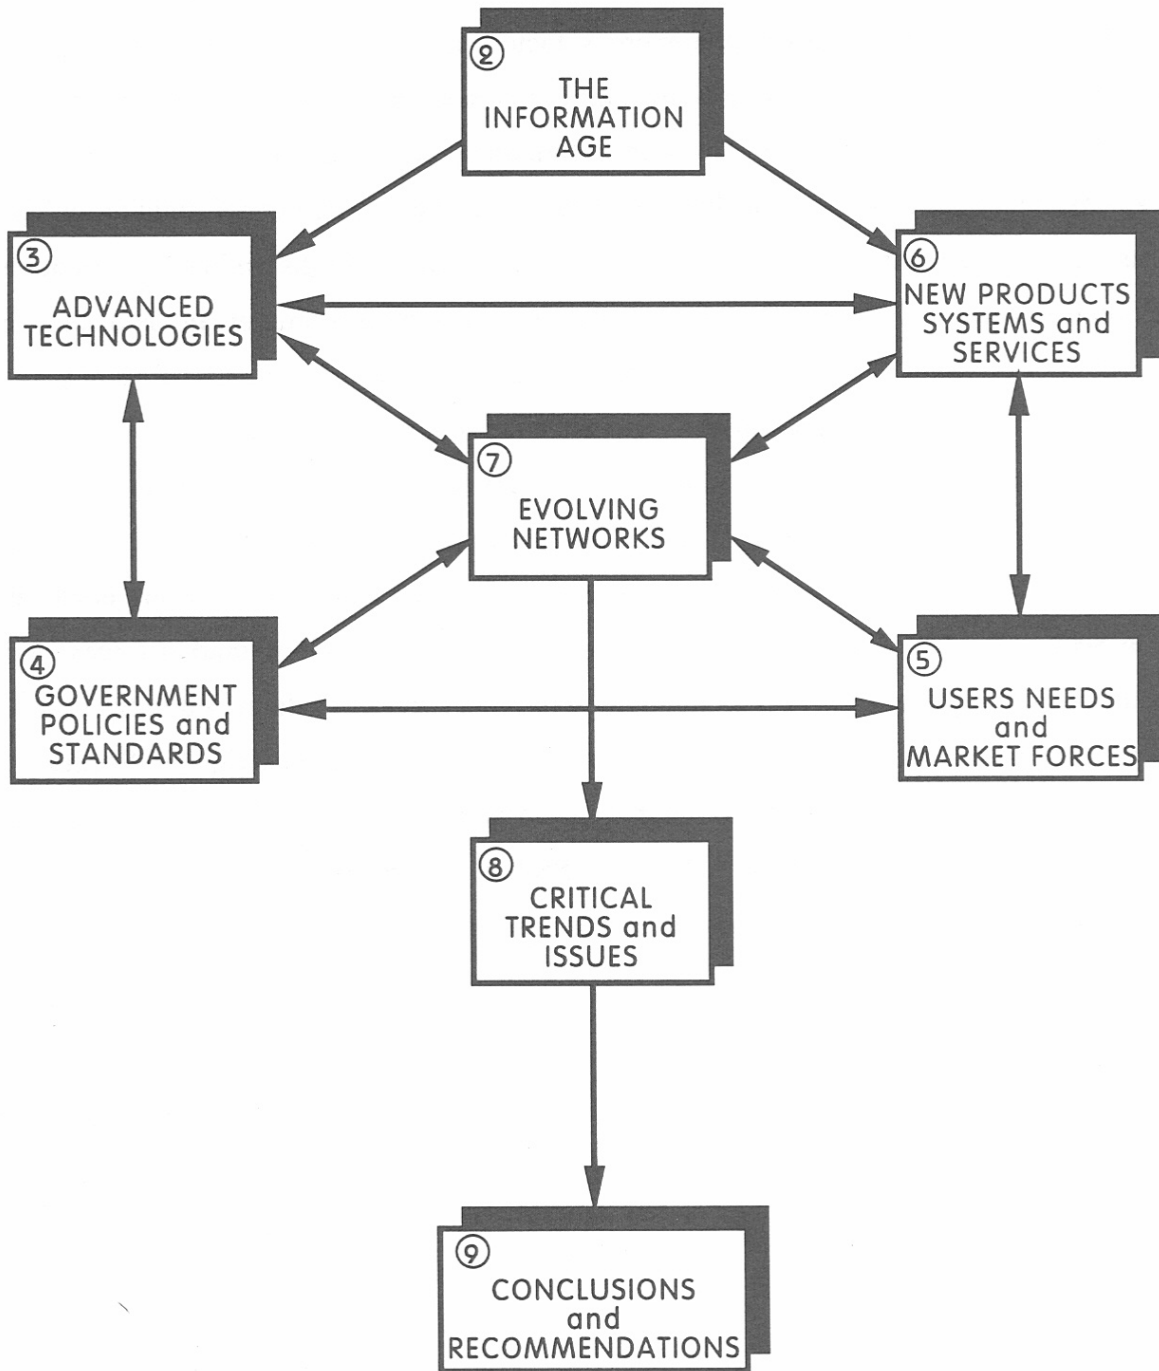 ②
THE
INFORMATION
AGE
③
ADVANCED
TECHNOLOGIES
⑥
NEW PRODUCTS
SYSTEMS and
SERVICES
⑦
EVOLVING
NETWORKS
④
GOVERNMENT
POLICIES and
STANDARDS
⑤
USERS NEEDS
and
MARKET FORCES
⑧
CRITICAL
TRENDS and
ISSUES
⑨
CONCLUSIONS
and
RECOMMENDATIONS